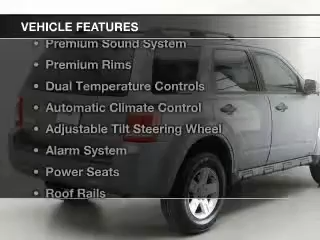 VEHICLE FEATURES
• Premium Sound System
• Premium Rims
• Dual Temperature Controls
• Automatic Climate Control
• Adjustable Tilt Steering Wheel
• Alarm System
• Power Seats
• Roof Rails